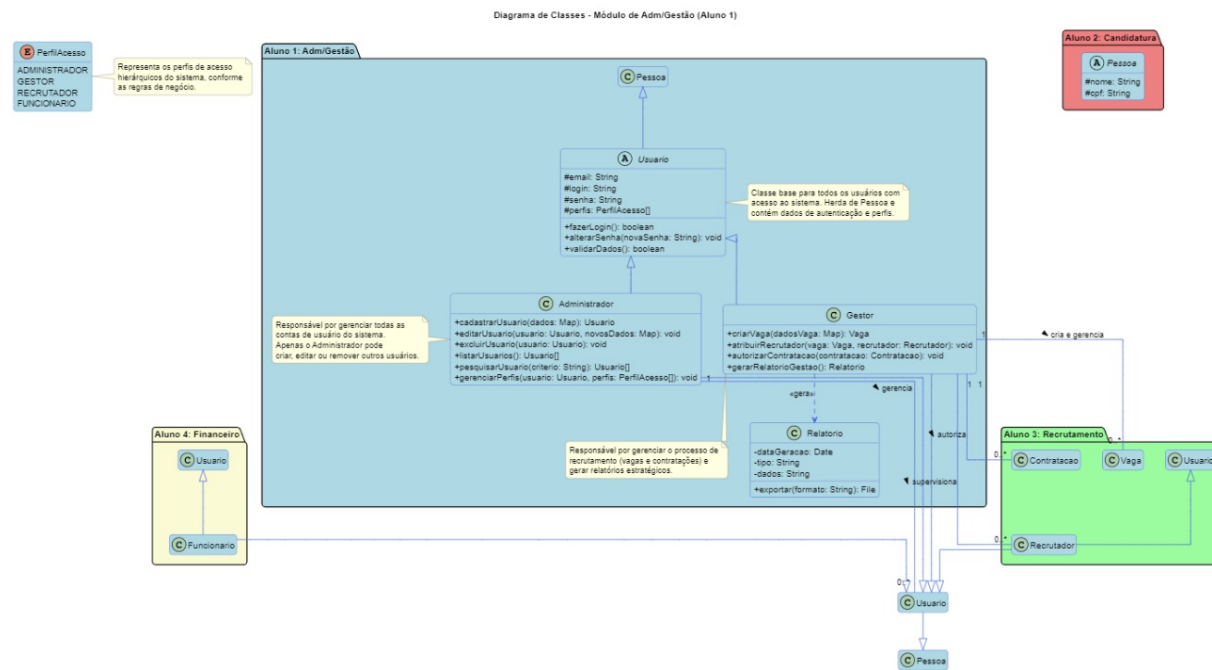 Diagrama de Classes - Módulo de Adm/Gestão (Aluno 1)
E PerfilAcesso
ADMINISTRADOR
GESTOR
RECRUTADOR
FUNCIONARIO
Representa os perfis de acesso
hierárquicos do sistema, conforme
as regras de negócio.
Aluno 1: Adm/Gestão
C Pessoa
Aluno 2: Candidatura
A Pessoa
#nome: String
#cpf: String
A Usuario
#email: String
#login: String
#senha: String
#perfis: PerfilAcesso[]
+fazerLogin(): boolean
+alterarSenha(novaSenha: String): void
+validarDados(): boolean
Classe base para todos os usuários com
acesso ao sistema. Herda de Pessoa e
contém dados de autenticação e perfis.
Responsável por gerenciar todas as
contas de usuário do sistema.
Apenas o Administrador pode
criar, editar ou remover outros usuários.
C Administrador
+cadastrarUsuario(dados: Map): Usuario
+editarUsuario(usuario: Usuario, novosDados: Map): void
+excluirUsuario(usuario: Usuario): void
+listarUsuarios(): Usuario[]
+pesquisarUsuario(criterio: String): Usuario[]
+gerenciarPerfis(usuario: Usuario, perfis: PerfilAcesso[]): void
C Gestor
+criarVaga(dadosVaga: Map): Vaga
+atribuirRecrutador(vaga: Vaga, recrutador: Recrutador): void
+autorizarContratacao(contratacao: Contratacao): void
+gerarRelatorioGestao(): Relatorio
1
cria e gerencia
1
gerencia
1
1
«gera»
Responsável por gerenciar o processo de
recrutamento (vagas e contratações) e
gerar relatórios estratégicos.
C Relatorio
-dataGeracao: Date
-tipo: String
-dados: String
+exportar(formato: String): File
autoriza
supervisiona
Aluno 4: Financeiro
C Usuario
C Funcionario
Aluno 3: Recrutamento
0..*
0..*
C Contratacao
C Vaga
C Usuario
0..*
C Recrutador
0..*
C Usuario
C Pessoa